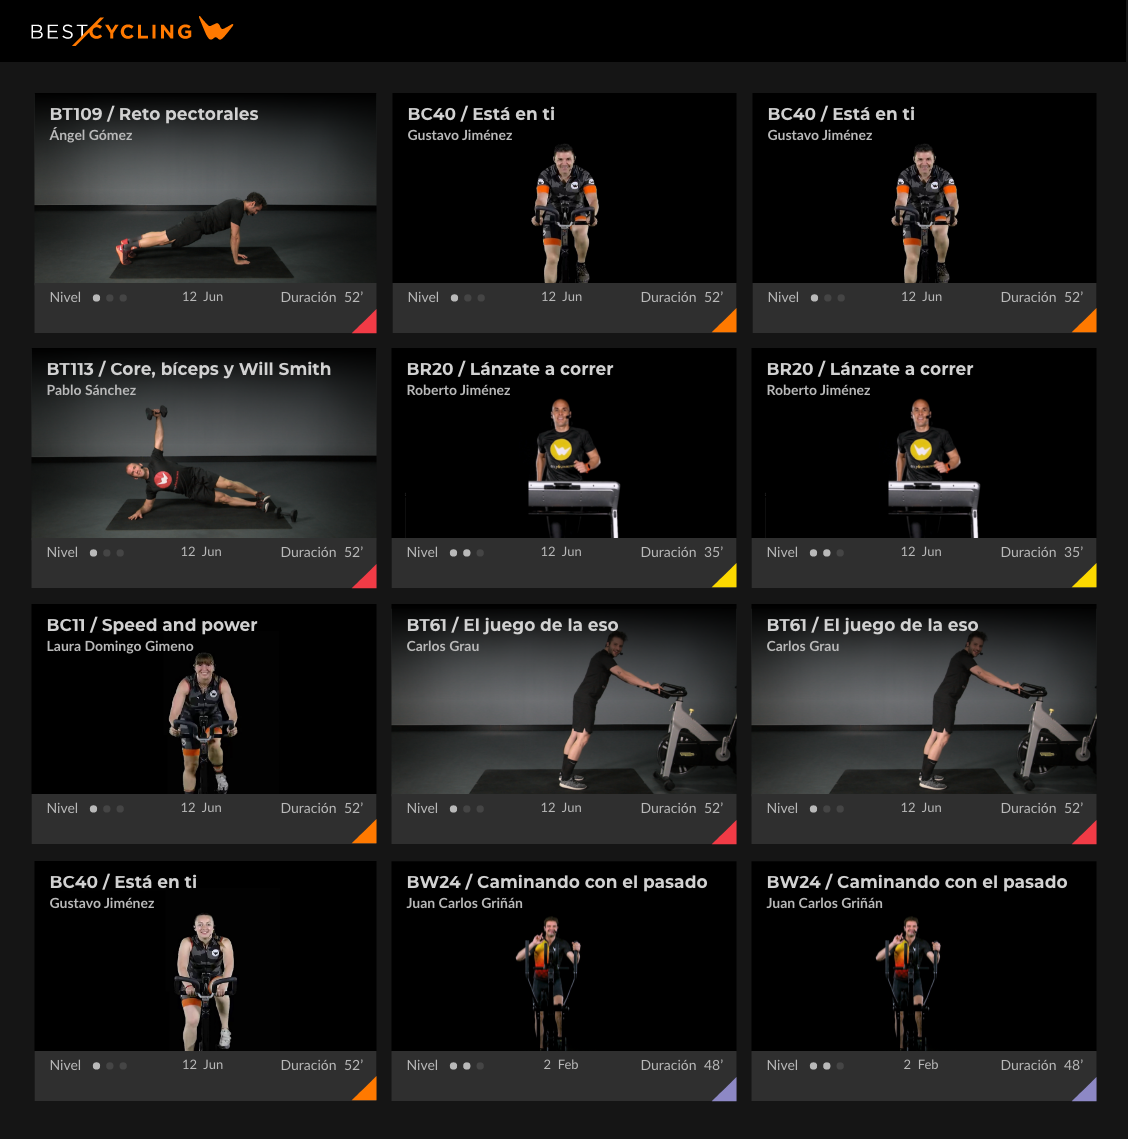 BESTCYCLING
BT109 / Reto pectorales
Ángel Gómez
Nivel 12 Jun Duración 52’
BC40 / Está en ti
Gustavo Jiménez
Nivel 12 Jun Duración 52’
BC40 / Está en ti
Gustavo Jiménez
Nivel 12 Jun Duración 52’
BT113 / Core, bíceps y Will Smith
Pablo Sánchez
Nivel 12 Jun Duración 52’
BR20 / Lánzate a correr
Roberto Jiménez
Nivel 12 Jun Duración 35’
BR20 / Lánzate a correr
Roberto Jiménez
Nivel 12 Jun Duración 35’
BC11 / Speed and power
Laura Domingo Gimeno
Nivel 12 Jun Duración 52’
BT61 / El juego de la eso
Carlos Grau
Nivel 12 Jun Duración 52’
BT61 / El juego de la eso
Carlos Grau
Nivel 12 Jun Duración 52’
BC40 / Está en ti
Gustavo Jiménez
Nivel 12 Jun Duración 52’
BW24 / Caminando con el pasado
Juan Carlos Griñán
Nivel 2 Feb Duración 48’
BW24 / Caminando con el pasado
Juan Carlos Griñán
Nivel 2 Feb Duración 48’